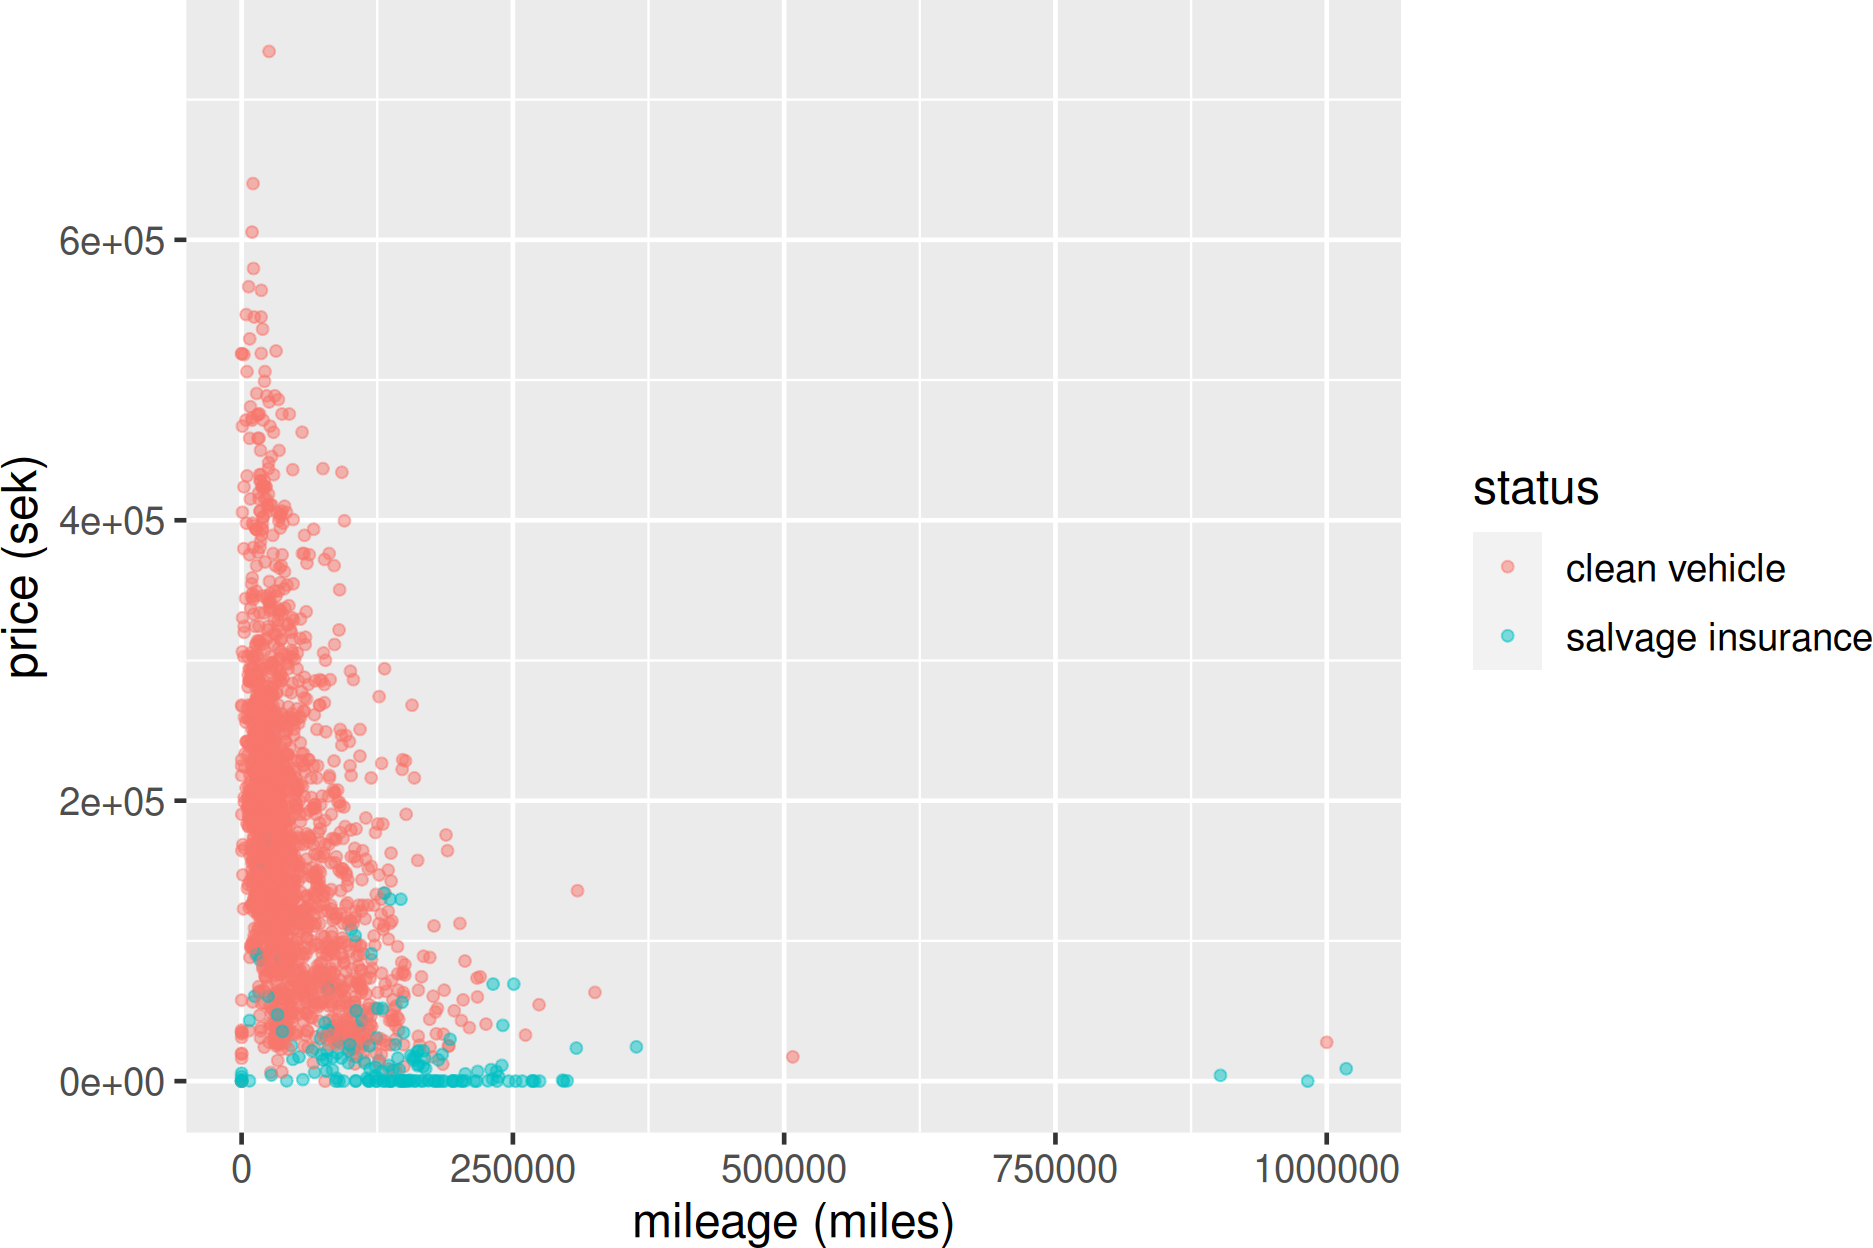 6e+05
4e+05
2e+05
0e+00
price (sek)
0 250000 500000 750000 1000000
mileage (miles)
status
clean vehicle
salvage insurance